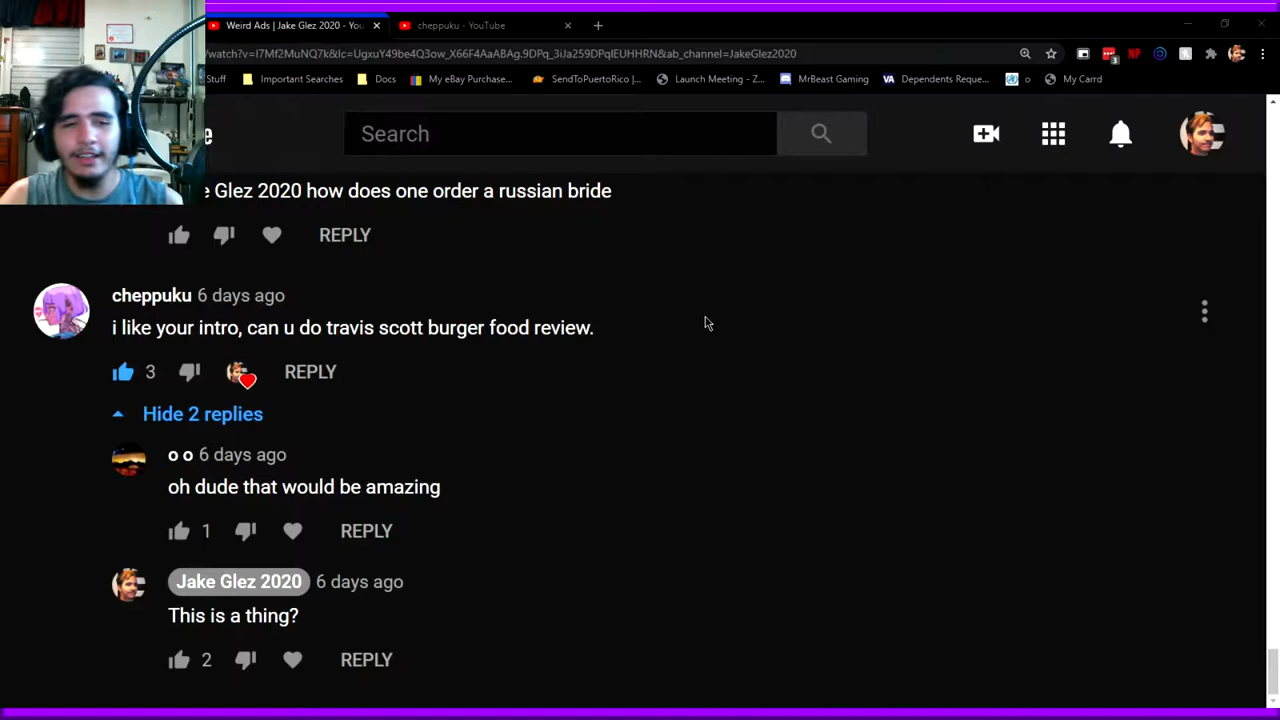 Weird Ads | Jake Glez 2020 - You
cheppuku - YouTube
/watch?v=I7Mf2MuNQ7k&lc=UgxuY49be4Q3ow_X66F4AaABAg.9DPq_5iJa259DPqlEUHHRN&ab_channel=JakeGlez2020
Stuff
Important Searches
Docs
My eBay Purchase...
SendToPuertoRico |...
Launch Meeting - Z...
MrBeast Gaming
VA Dependents Reque...
o
My Carrd
e
Search
e Glez 2020 how does one order a russian bride
REPLY
cheppuku 6 days ago
i like your intro, can u do travis scott burger food review.
3 REPLY
Hide 2 replies
o o 6 days ago
oh dude that would be amazing
1 REPLY
Jake Glez 2020 6 days ago
This is a thing?
2 REPLY